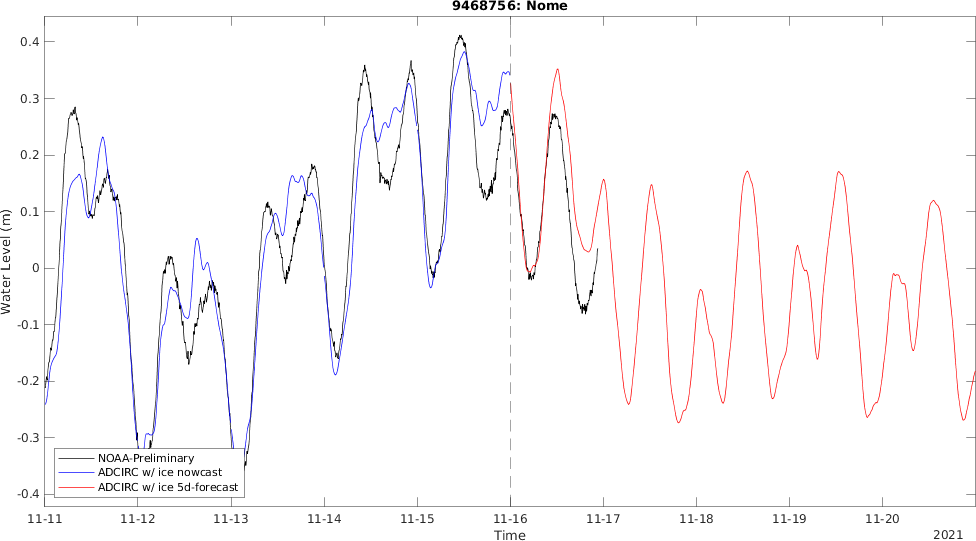 9468756: Nome
0.4
0.3
0.2
0.1
0
-0.1
-0.2
-0.3
-0.4
Water Level (m)
NOAA-Preliminary
ADCIRC w/ ice nowcast
ADCIRC w/ ice 5d-forecast
11-11 11-12 11-13 11-14 11-15 11-16 11-17 11-18 11-19 11-20
Time
2021